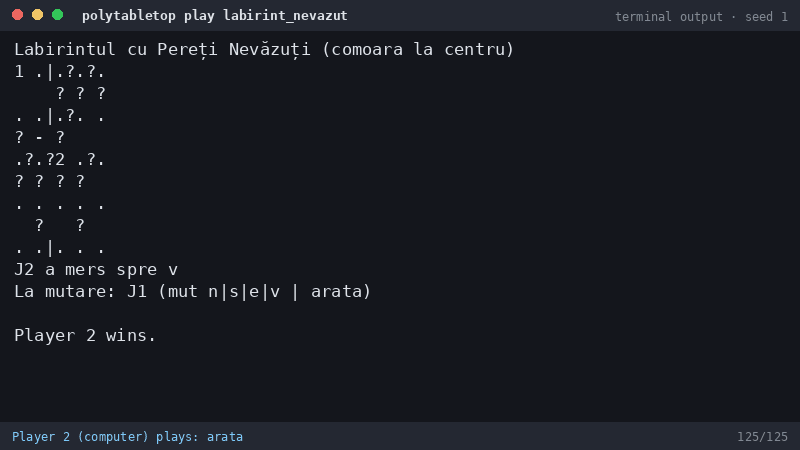 polytabletop play labirint_nevazut
terminal output · seed 1
Labirintul cu Pereți Nevăzuți (comoara la centru)
1 .|.?.?.
    ? ? ?
. .|.?. .
? - ?
.?.?2 .?.
? ? ? ?
. . . . .
  ?   ?
. .|. . .
J2 a mers spre v
La mutare: J1 (mut n|s|e|v | arata)
Player 2 wins.
Player 2 (computer) plays: arata
125/125